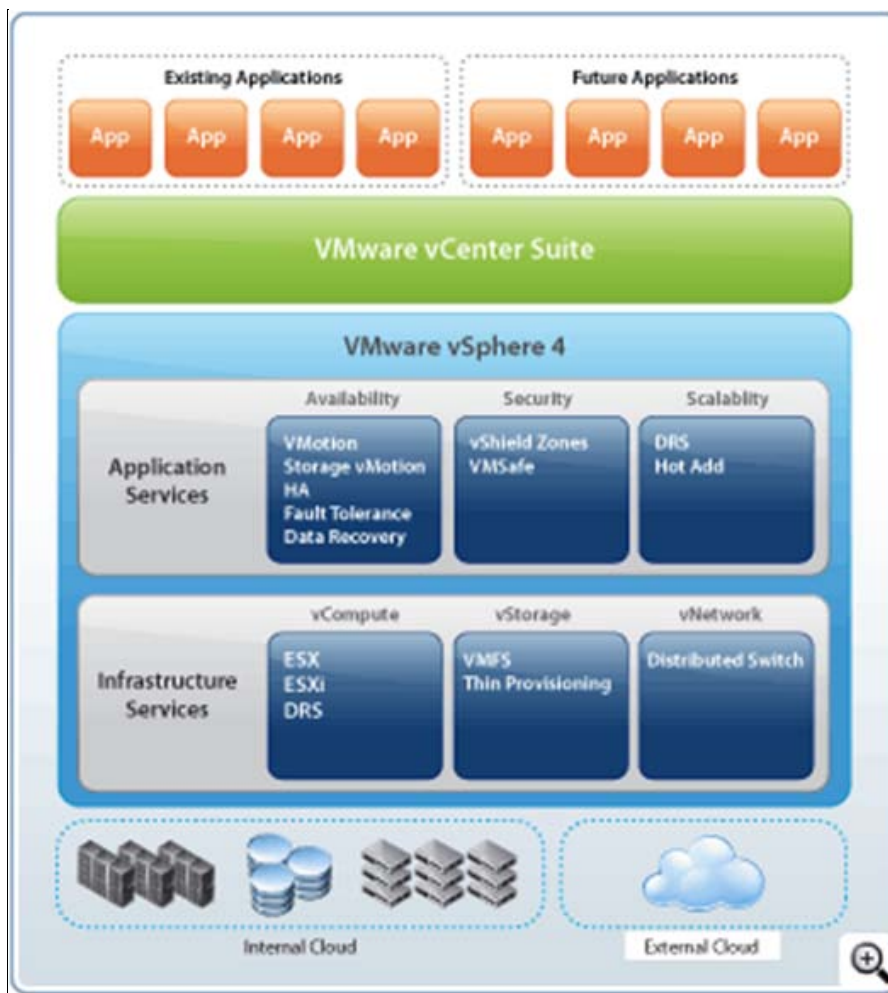 Existing Applications
Future Applications
App App App App
App App App App
VMware vCenter Suite
VMware vSphere 4
Application
Services
Availability
VMotion
Storage vMotion
HA
Fault Tolerance
Data Recovery
Security
vShield Zones
VMSafe
Scalablity
DRS
Hot Add
Infrastructure
Services
vCompute
ESX
ESXi
DRS
vStorage
VMFS
Thin Provisioning
vNetwork
Distributed Switch
Internal Cloud
External Cloud